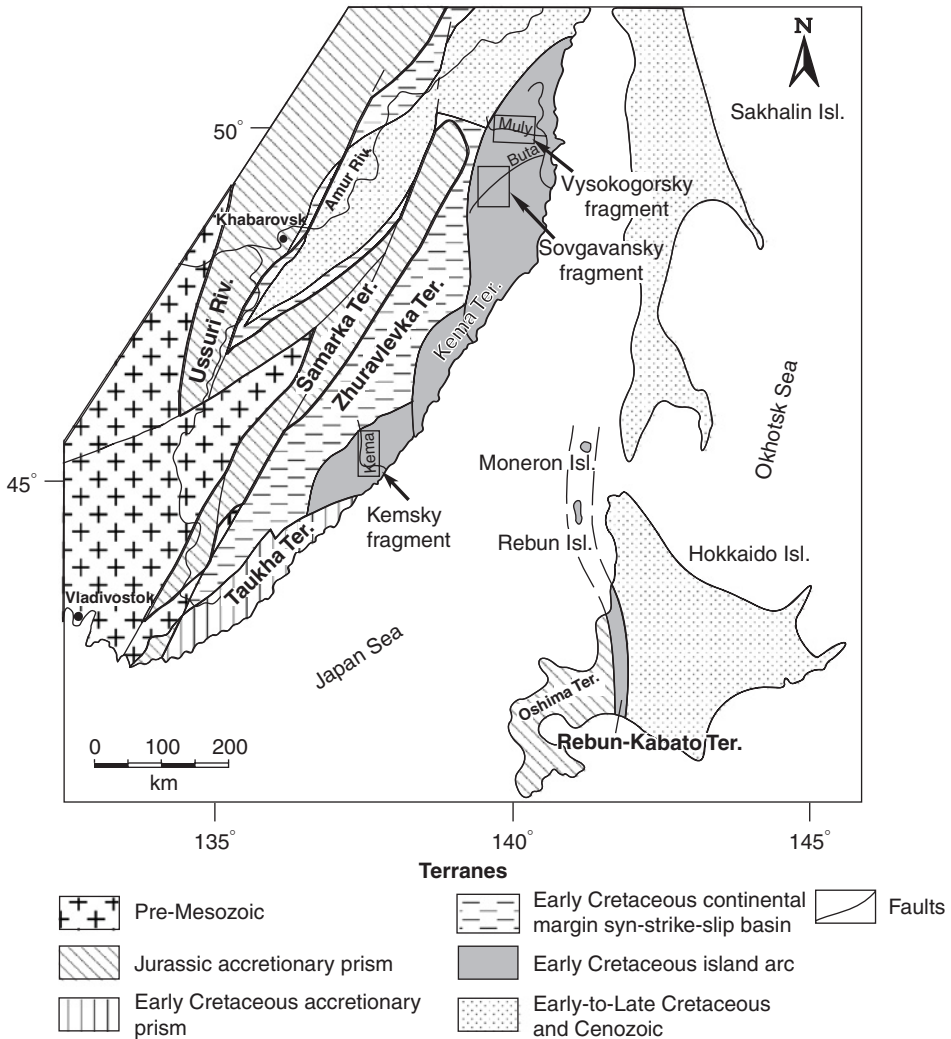 N
50°
Sakhalin Isl.
Muly
Buta
Amur Riv.
Vysokogorsky
fragment
Khabarovsk
Sovgavansky
fragment
Ussuri Riv.
Samarka Ter.
Zhuravlevka Ter.
Kema Ter.
Okhotsk Sea
Kema
Moneron Isl.
45°
Kemsky
fragment
Rebun Isl.
Hokkaido Isl.
Taukha Ter.
Vladivostok
Japan Sea
Oshima Ter.
Rebun-Kabato Ter.
0 100 200
km
135° 140° 145°
Terranes
Pre-Mesozoic
Jurassic accretionary prism
Early Cretaceous accretionary
prism
Early Cretaceous continental
margin syn-strike-slip basin
Early Cretaceous island arc
Early-to-Late Cretaceous
and Cenozoic
Faults